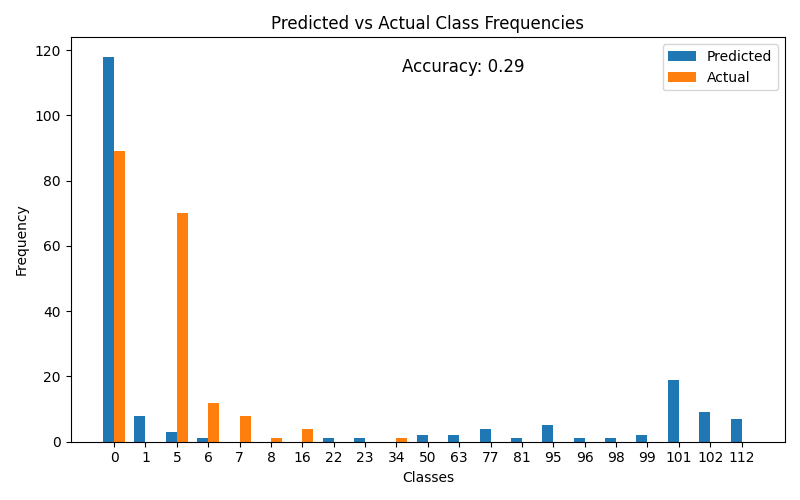 Predicted vs Actual Class Frequencies
Accuracy: 0.29
Predicted
Actual
120
100
80
60
40
20
0
Frequency
0 1 5 6 7 8 16 22 23 34 50 63 77 81 95 96 98 99 101 102 112
Classes